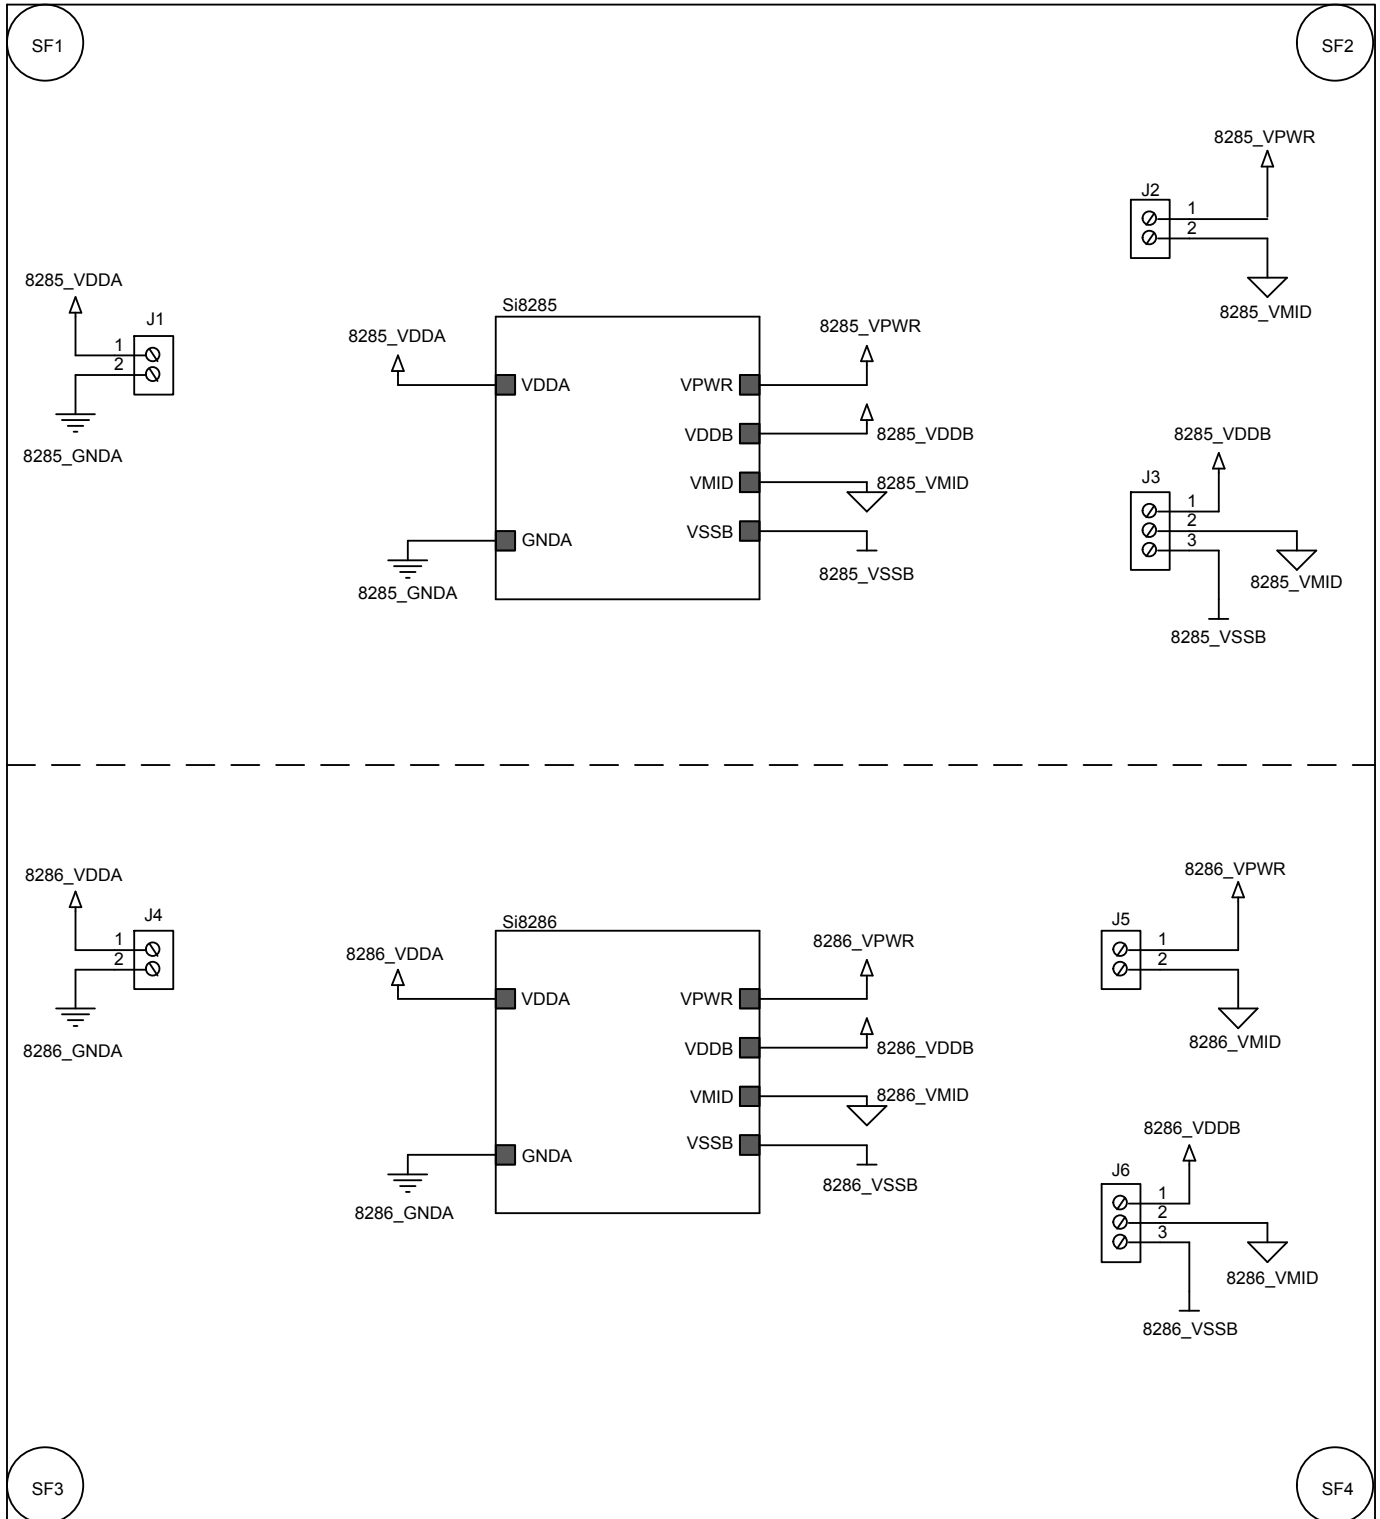 SF1
SF2
8285_VPWR
J2
1
2
8285_VMID
8285_VDDA
J1
1
2
8285_GNDA
Si8285
8285_VDDA
VDDA
GNDA
8285_GNDA
VPWR
VDDB
VMID
VSSB
8285_VPWR
8285_VDDB
8285_VMID
8285_VSSB
8285_VDDB
J3
1
2
3
8285_VMID
8285_VSSB
8286_VDDA
J4
1
2
8286_GNDA
Si8286
8286_VDDA
VDDA
GNDA
8286_GNDA
VPWR
VDDB
VMID
VSSB
8286_VPWR
8286_VDDB
8286_VMID
8286_VSSB
8286_VPWR
J5
1
2
8286_VMID
8286_VDDB
J6
1
2
3
8286_VMID
8286_VSSB
SF3
SF4